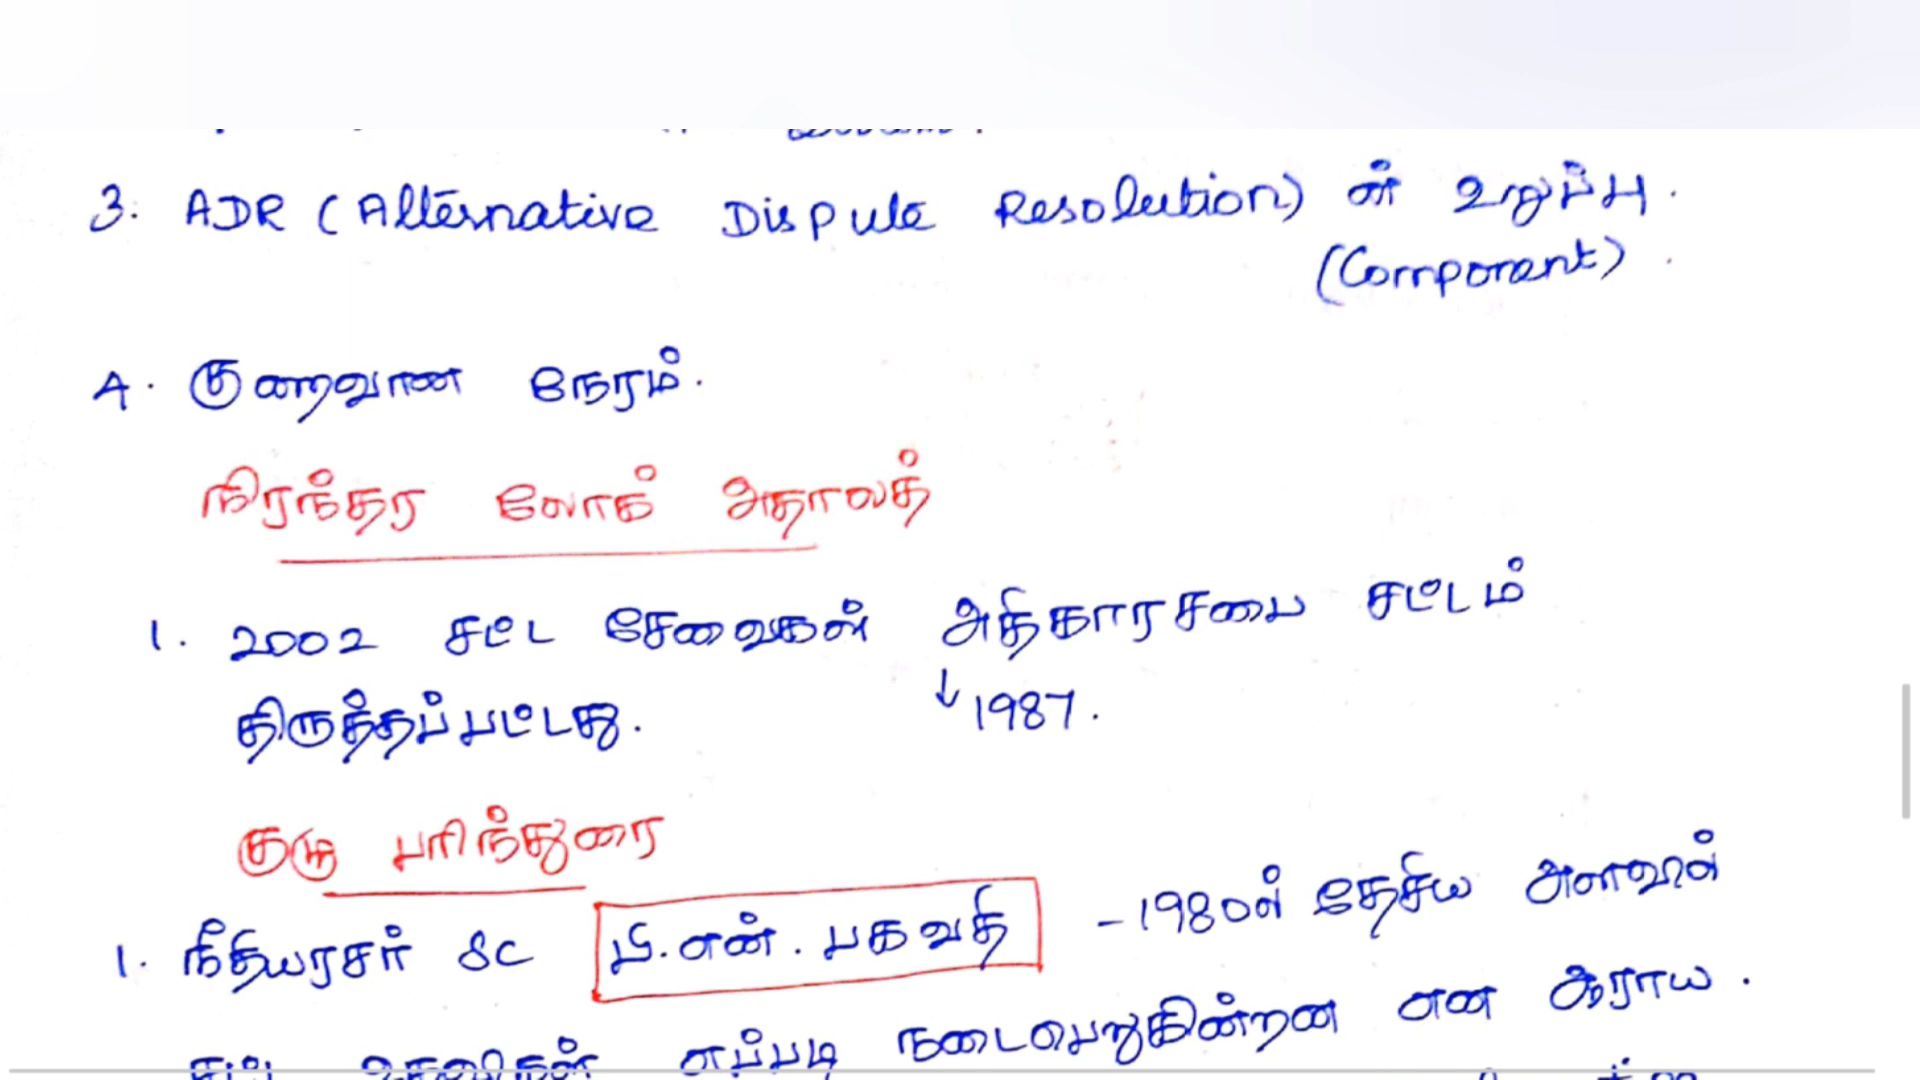 3. ADR (Alternative Dispute Resolution) ன் உறுப்பு.
(Component).
4. குறைவான நேரம்.
நிரந்தர லோக் அதாலத்
1. 2002 சட்ட சேவைகள் அதிகாரசபை சட்டம்
திருத்தப்பட்டது. ↓ 1987.
குழு பரிந்துரை
1. நீதியரசர் SC பி.என். பகவதி - 1980ல் தேசிய அளவில்
எப்படி நடைபெறுகின்றன என ஆராய.